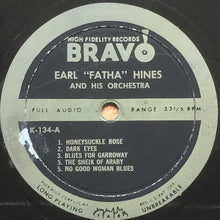 HIGH FIDELITY RECORDS
BRAVO
EARL "FATHA" HINES
AND HIS ORCHESTRA
FULL AUDIO RANGE 33 1/3 RPM
K-134-A
1. HONEYSUCKLE ROSE
2. DARK EYES
3. BLUES FOR GARROWAY
4. THE SHEIK OF ARABY
5. NO GOOD WOMAN BLUES
LONG PLAYING
UNBREAKABLE